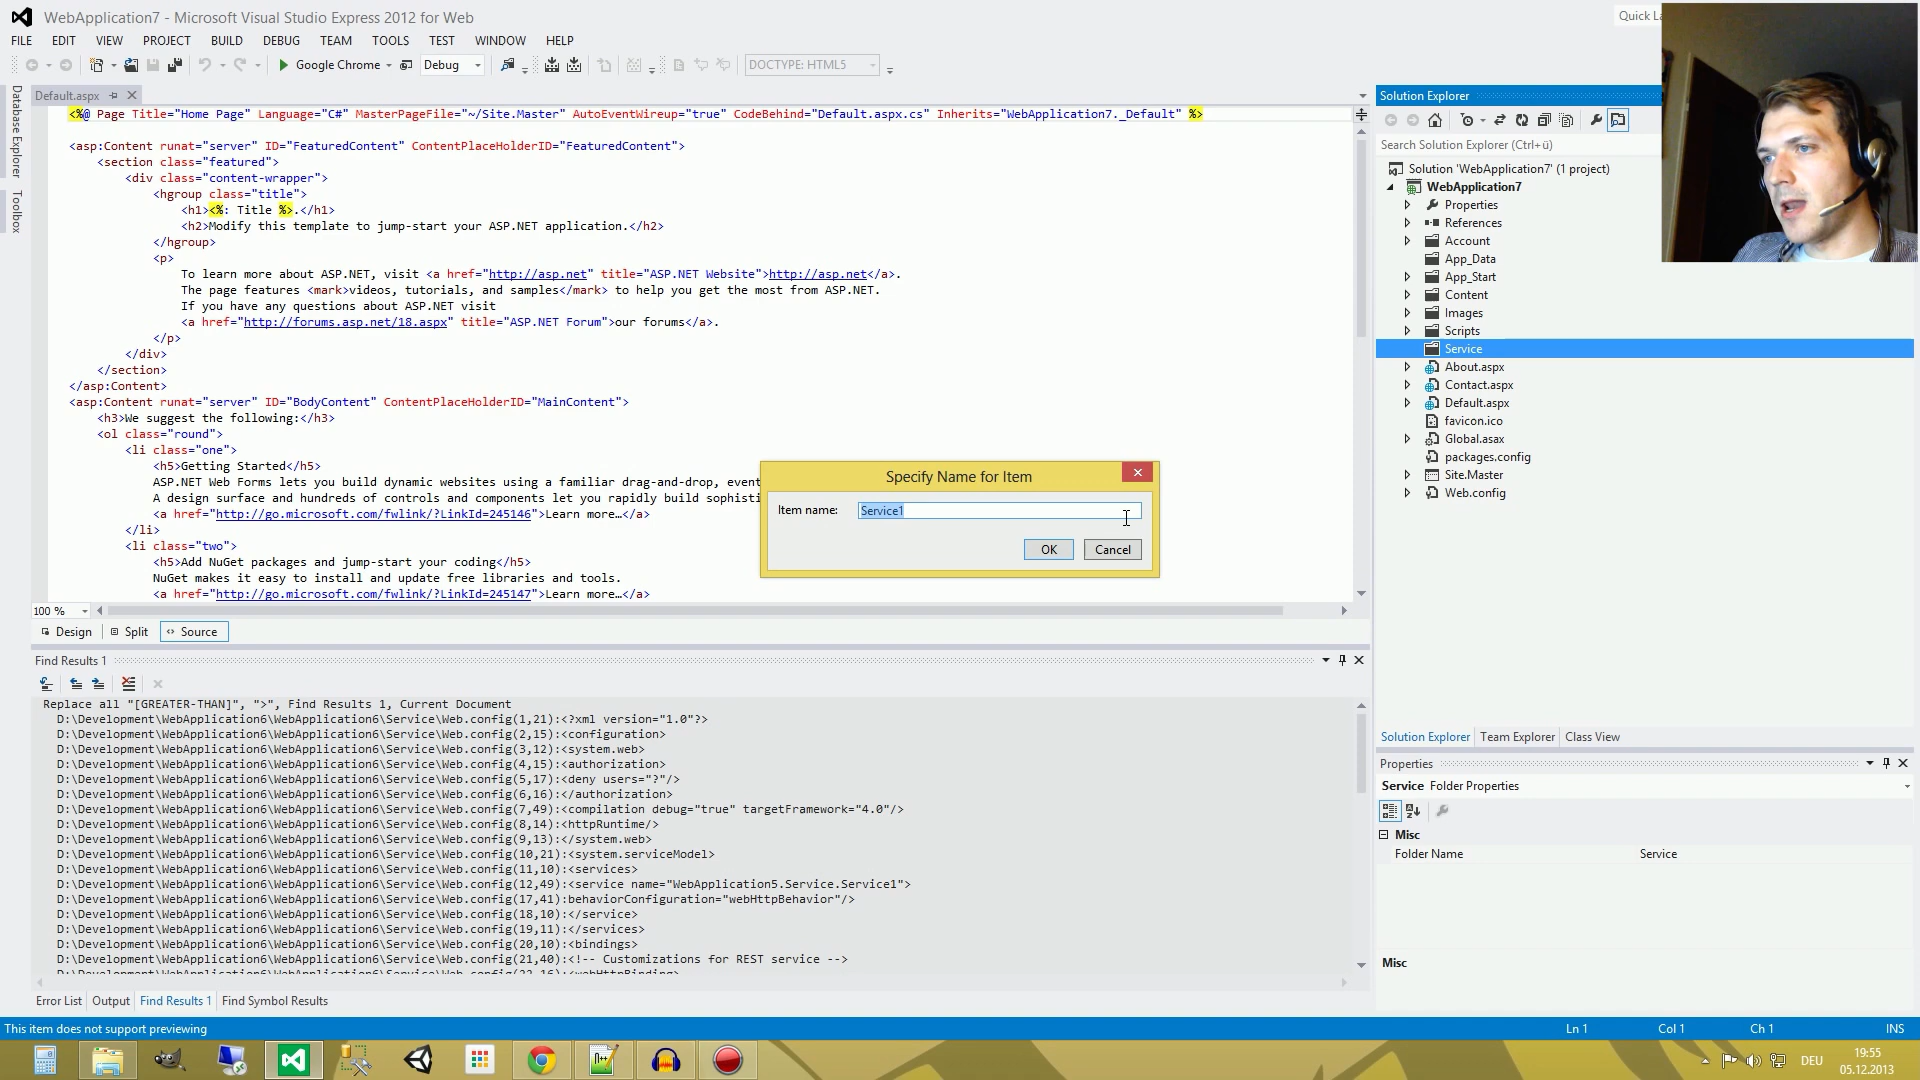 WebApplication7 - Microsoft Visual Studio Express 2012 for Web
Quick La
FILE EDIT VIEW PROJECT BUILD DEBUG TEAM TOOLS TEST WINDOW HELP
Google Chrome Debug DOCTYPE: HTML5
Database Explorer
Toolbox
Default.aspx
<%@ Page Title="Home Page" Language="C#" MasterPageFile="~/Site.Master" AutoEventWireup="true" CodeBehind="Default.aspx.cs" Inherits="WebApplication7._Default" %>
<asp:Content runat="server" ID="FeaturedContent" ContentPlaceHolderID="FeaturedContent">
<section class="featured">
<div class="content-wrapper">
<hgroup class="title">
<h1><%: Title %>.</h1>
<h2>Modify this template to jump-start your ASP.NET application.</h2>
</hgroup>
<p>
To learn more about ASP.NET, visit <a href="http://asp.net" title="ASP.NET Website">http://asp.net</a>.
The page features <mark>videos, tutorials, and samples</mark> to help you get the most from ASP.NET.
If you have any questions about ASP.NET visit
<a href="http://forums.asp.net/18.aspx" title="ASP.NET Forum">our forums</a>.
</p>
</div>
</section>
</asp:Content>
<asp:Content runat="server" ID="BodyContent" ContentPlaceHolderID="MainContent">
<h3>We suggest the following:</h3>
<ol class="round">
<li class="one">
<h5>Getting Started</h5>
ASP.NET Web Forms lets you build dynamic websites using a familiar drag-and-drop, event
A design surface and hundreds of controls and components let you rapidly build sophisti
<a href="http://go.microsoft.com/fwlink/?LinkId=245146">Learn more…</a>
</li>
<li class="two">
<h5>Add NuGet packages and jump-start your coding</h5>
NuGet makes it easy to install and update free libraries and tools.
<a href="http://go.microsoft.com/fwlink/?LinkId=245147">Learn more…</a>
100 %
Design Split Source
Specify Name for Item
Item name: Service1
OK Cancel
Find Results 1
Replace all "[GREATER-THAN]", ">", Find Results 1, Current Document
D:\Development\WebApplication6\WebApplication6\Service\Web.config(1,21):<?xml version="1.0"?>
D:\Development\WebApplication6\WebApplication6\Service\Web.config(2,15):<configuration>
D:\Development\WebApplication6\WebApplication6\Service\Web.config(3,12):<system.web>
D:\Development\WebApplication6\WebApplication6\Service\Web.config(4,15):<authorization>
D:\Development\WebApplication6\WebApplication6\Service\Web.config(5,17):<deny users="?"/>
D:\Development\WebApplication6\WebApplication6\Service\Web.config(6,16):</authorization>
D:\Development\WebApplication6\WebApplication6\Service\Web.config(7,49):<compilation debug="true" targetFramework="4.0"/>
D:\Development\WebApplication6\WebApplication6\Service\Web.config(8,14):<httpRuntime/>
D:\Development\WebApplication6\WebApplication6\Service\Web.config(9,13):</system.web>
D:\Development\WebApplication6\WebApplication6\Service\Web.config(10,21):<system.serviceModel>
D:\Development\WebApplication6\WebApplication6\Service\Web.config(11,10):<services>
D:\Development\WebApplication6\WebApplication6\Service\Web.config(12,49):<service name="WebApplication5.Service.Service1">
D:\Development\WebApplication6\WebApplication6\Service\Web.config(17,41):behaviorConfiguration="webHttpBehavior"/>
D:\Development\WebApplication6\WebApplication6\Service\Web.config(18,10):</service>
D:\Development\WebApplication6\WebApplication6\Service\Web.config(19,11):</services>
D:\Development\WebApplication6\WebApplication6\Service\Web.config(20,10):<bindings>
D:\Development\WebApplication6\WebApplication6\Service\Web.config(21,40):<!-- Customizations for REST service -->
D:\Development\WebApplication6\WebApplication6\Service\Web.config(22,16):<webHttpBinding>
Error List Output Find Results 1 Find Symbol Results
Solution Explorer
Search Solution Explorer (Ctrl+ü)
Solution 'WebApplication7' (1 project)
WebApplication7
Properties
References
Account
App_Data
App_Start
Content
Images
Scripts
Service
About.aspx
Contact.aspx
Default.aspx
favicon.ico
Global.asax
packages.config
Site.Master
Web.config
Solution Explorer Team Explorer Class View
Properties
Service Folder Properties
Misc
Folder Name Service
Misc
This item does not support previewing
Ln 1 Col 1 Ch 1 INS
DEU
19:55
05.12.2013